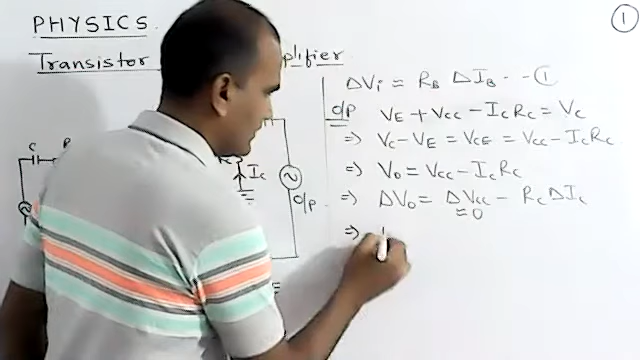 PHYSICS
1
Transistor plifier
ΔVi ≈ RB ΔIB -- ①
o/p
VE + VCC - ICRC = VC
⇒ VC - VE = VCE = VCC - ICRC
⇒ V0 = VCC - ICRC
⇒ ΔV0 = ΔVCC - RC ΔIC
≈0
⇒
C
IC
o/p.